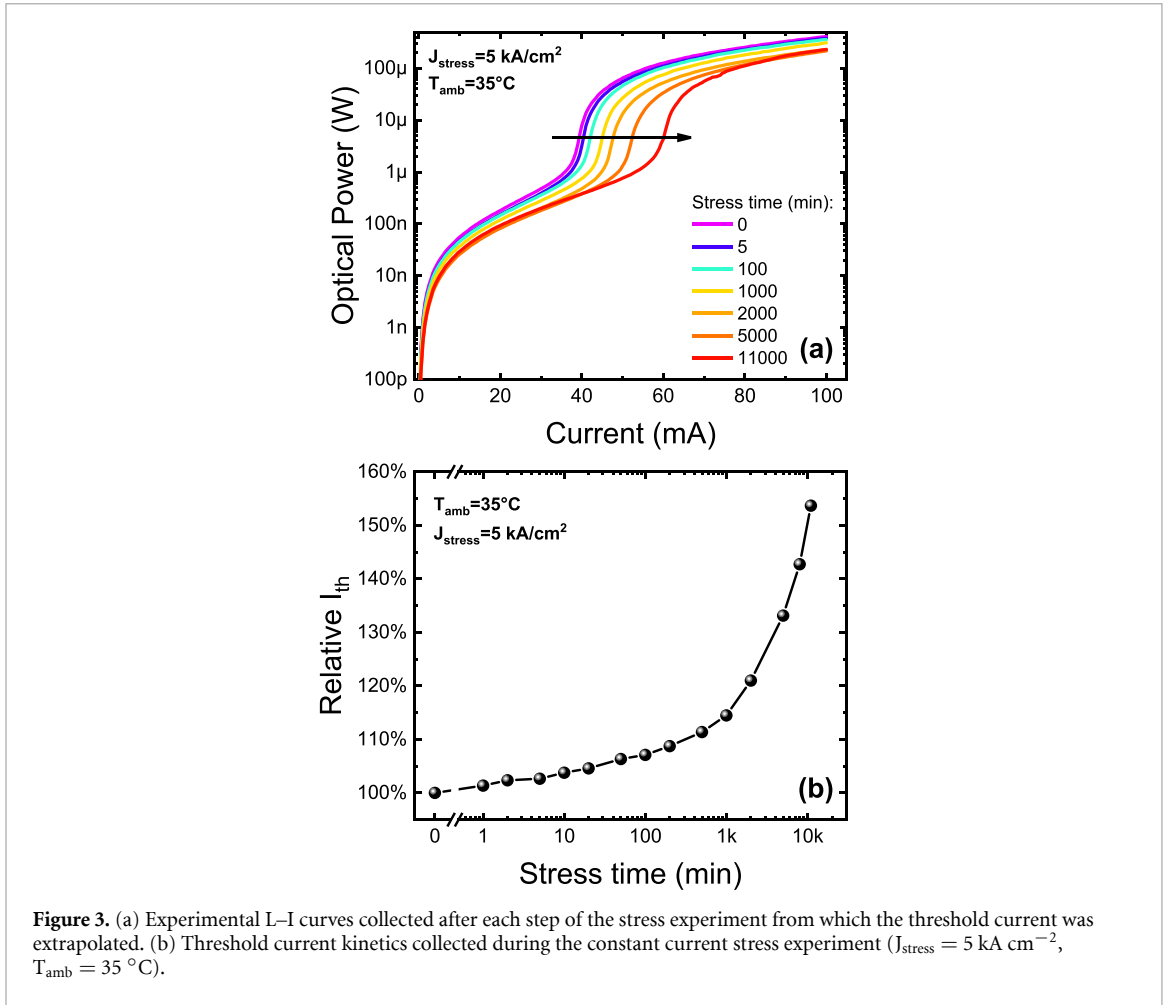 J_stress=5 kA/cm²
T_amb=35°C
Optical Power (W)
100µ
10µ
1µ
100n
10n
1n
100p
Stress time (min):
0
5
100
1000
2000
5000
11000
(a)
0 20 40 60 80 100
Current (mA)
160%
150%
140%
130%
120%
110%
100%
Relative I_th
T_amb=35°C
J_stress=5 kA/cm²
(b)
0 1 10 100 1k 10k
Stress time (min)
Figure 3. (a) Experimental L–I curves collected after each step of the stress experiment from which the threshold current was
extrapolated. (b) Threshold current kinetics collected during the constant current stress experiment (J_stress = 5 kA cm⁻²,
T_amb = 35 °C).